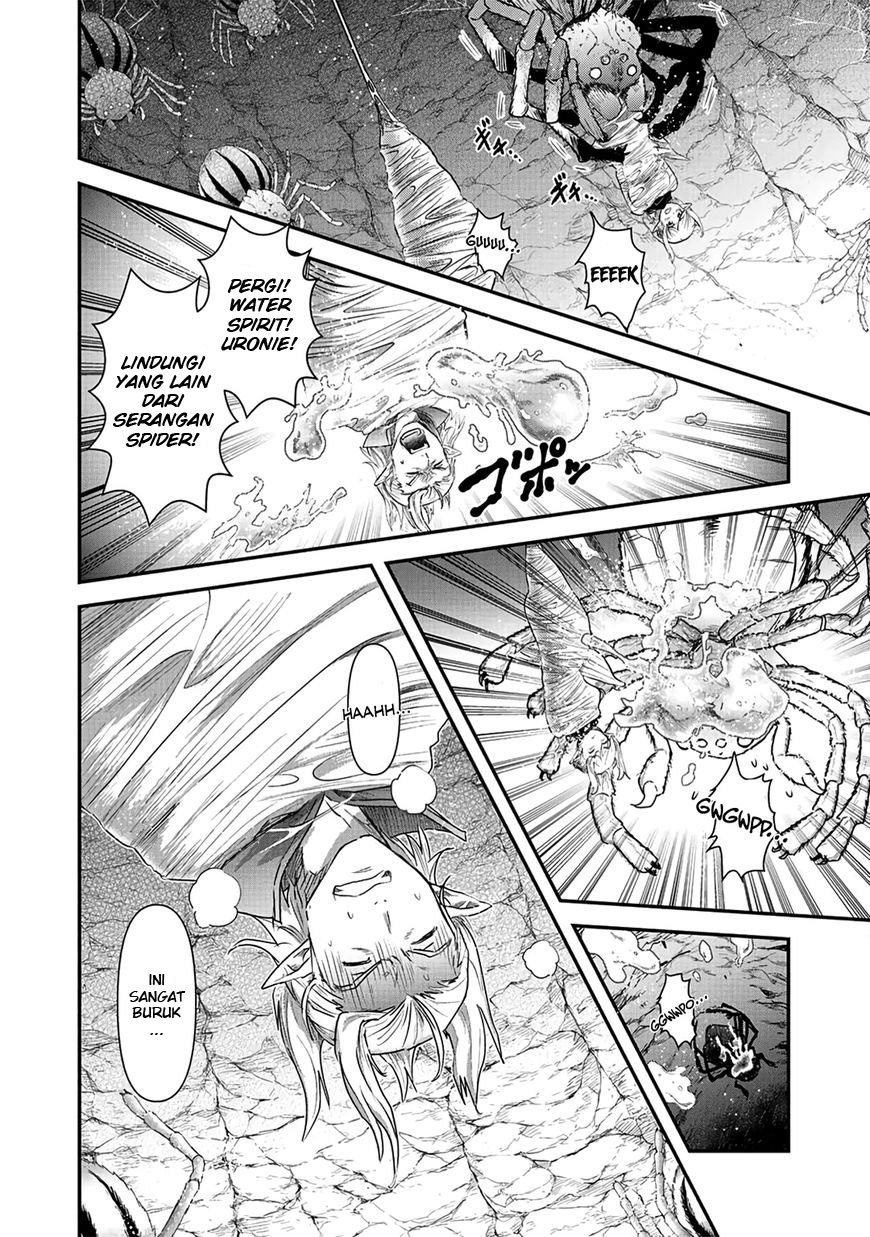 ギチ...
ギチ...
EEEEK
GUUUU...
PERGI!
WATER
SPIRIT!
URONIE!
LINDUNGI
YANG LAIN
DARI
SERANGAN
SPIDER!
ゴポッ
GWGWPP...
GGWWPO...
HAAHH...
INI
SANGAT
BURUK
...